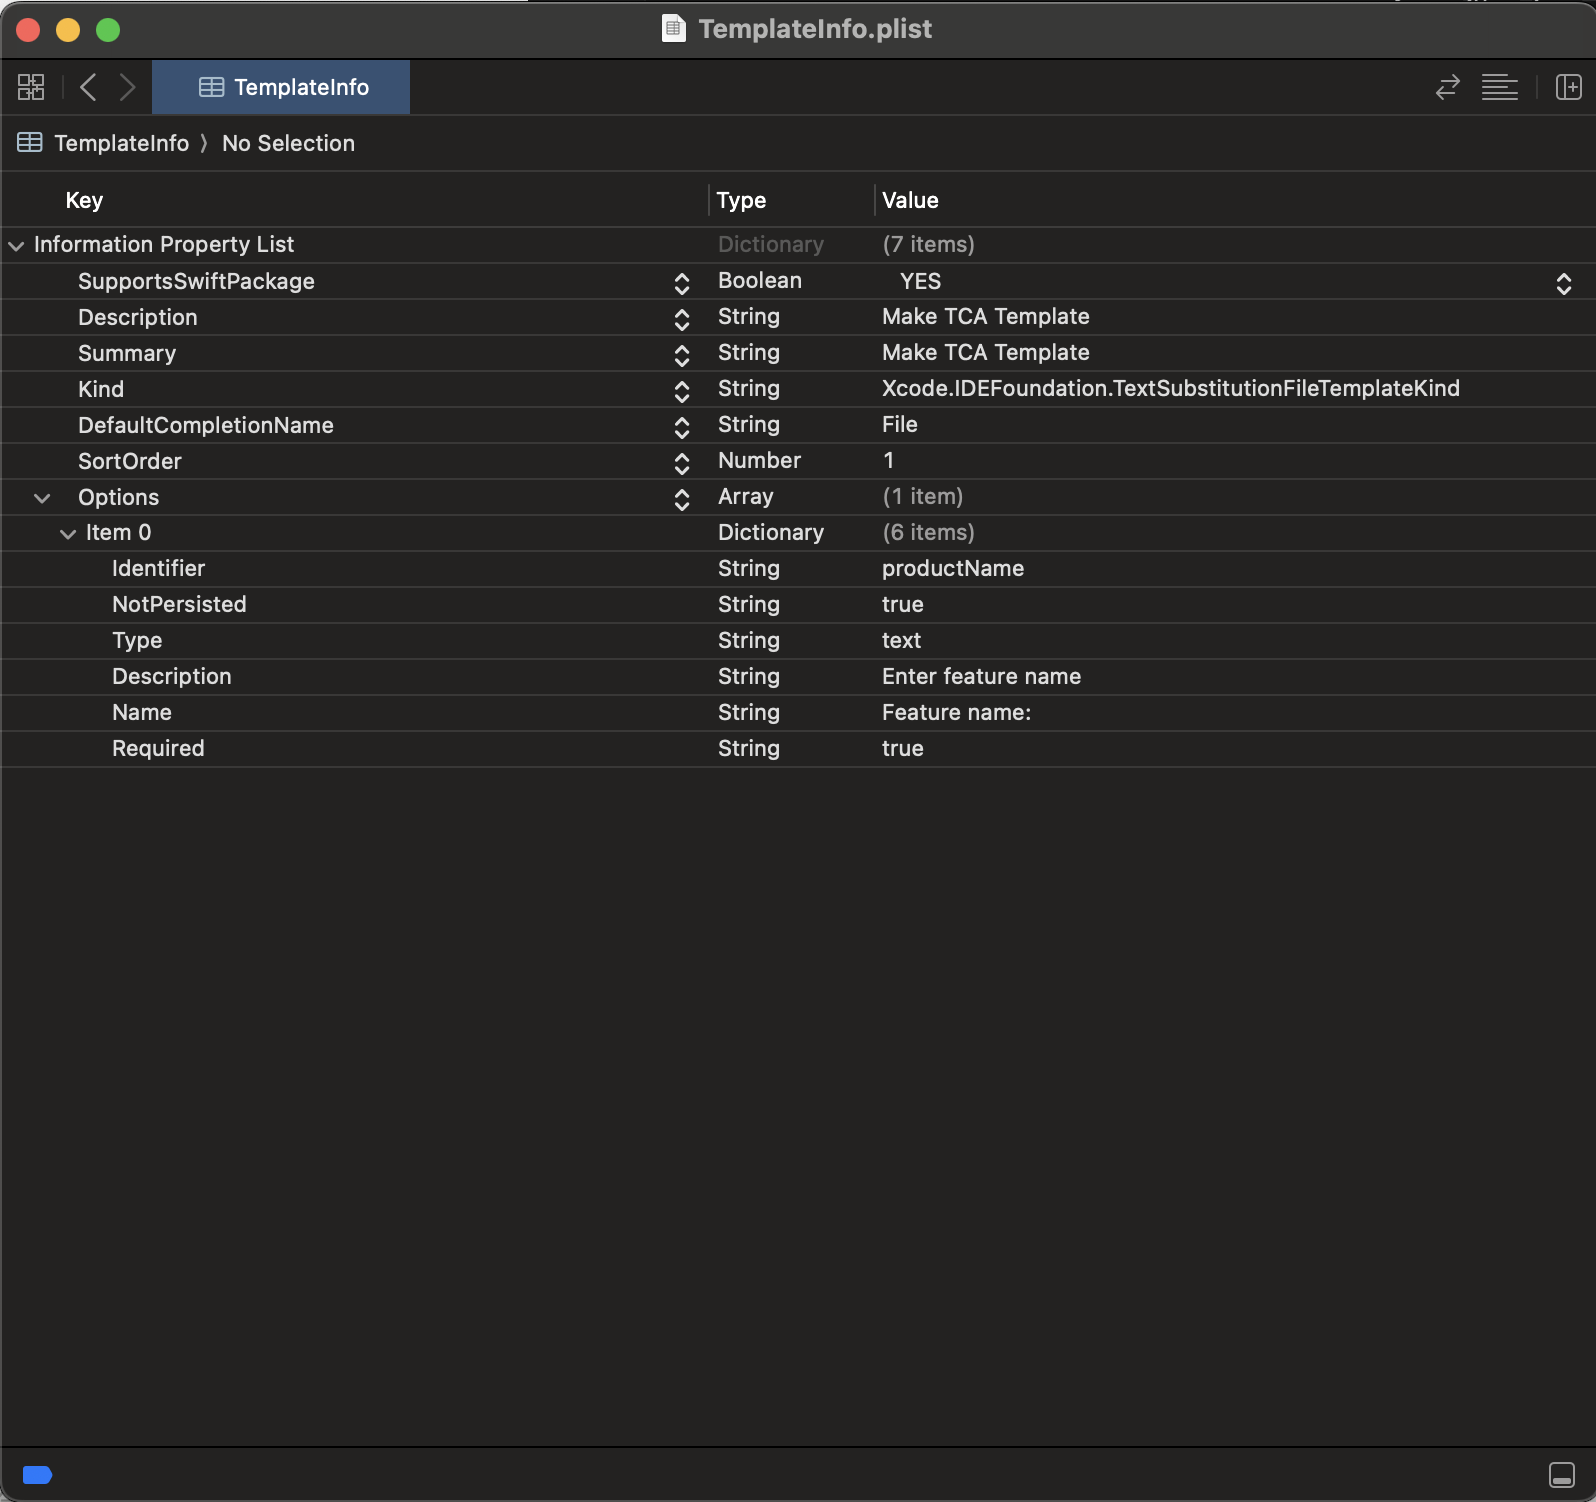 TemplateInfo.plist
TemplateInfo
TemplateInfo 〉 No Selection
Key Type Value
Information Property List Dictionary (7 items)
SupportsSwiftPackage Boolean YES
Description String Make TCA Template
Summary String Make TCA Template
Kind String Xcode.IDEFoundation.TextSubstitutionFileTemplateKind
DefaultCompletionName String File
SortOrder Number 1
Options Array (1 item)
Item 0 Dictionary (6 items)
Identifier String productName
NotPersisted String true
Type String text
Description String Enter feature name
Name String Feature name:
Required String true